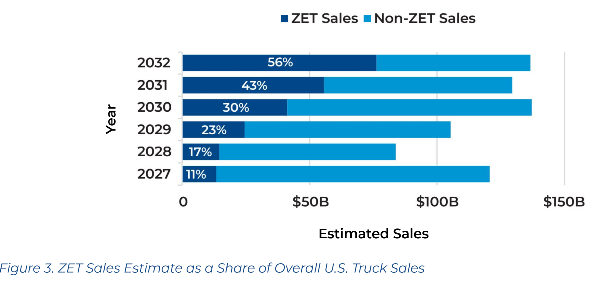 ZET Sales Non-ZET Sales
2032 56%
2031 43%
2030 30%
2029 23%
2028 17%
2027 11%
Year
0 $50B $100B $150B
Estimated Sales
Figure 3. ZET Sales Estimate as a Share of Overall U.S. Truck Sales